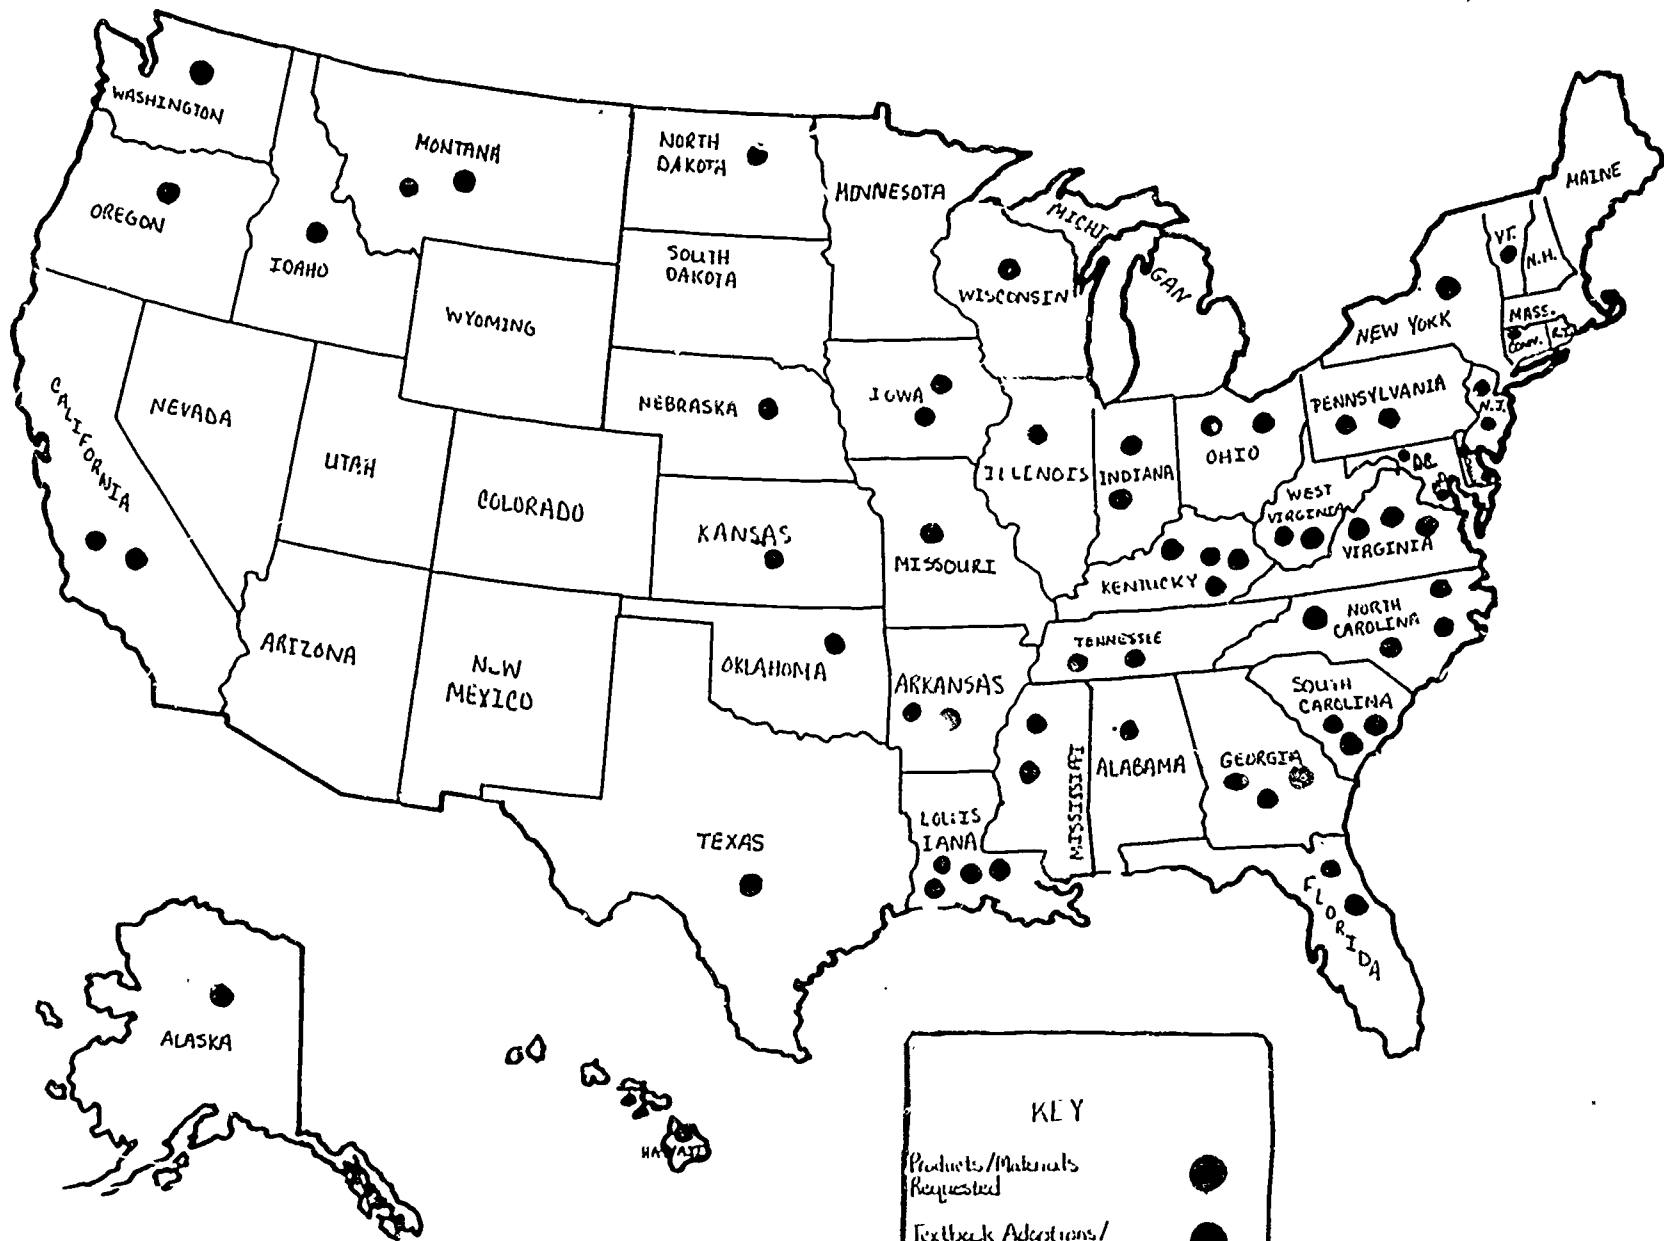 WASHINGTON
MONTANA
NORTH
DAKOTA
MINNESOTA
MAINE
OREGON
IDAHO
SOUTH
DAKOTA
MICHI
GAN
WISCONSIN
VT.
N.H.
MASS.
CONN.
R.I.
NEW YORK
WYOMING
CALIFORNIA
NEVADA
UTAH
COLORADO
NEBRASKA
IOWA
ILLINOIS
INDIANA
OHIO
PENNSYLVANIA
N.J.
D.C.
WEST
VIRGINIA
VIRGINIA
KANSAS
MISSOURI
KENTUCKY
ARIZONA
NEW
MEXICO
OKLAHOMA
ARKANSAS
TENNESSEE
NORTH
CAROLINA
SOUTH
CAROLINA
TEXAS
LOUIS
IANA
MISSISSIPPI
ALABAMA
GEORGIA
FLORIDA
ALASKA
HAWAII
KEY
Products/Materials
Requested
Textbook Adoptions/